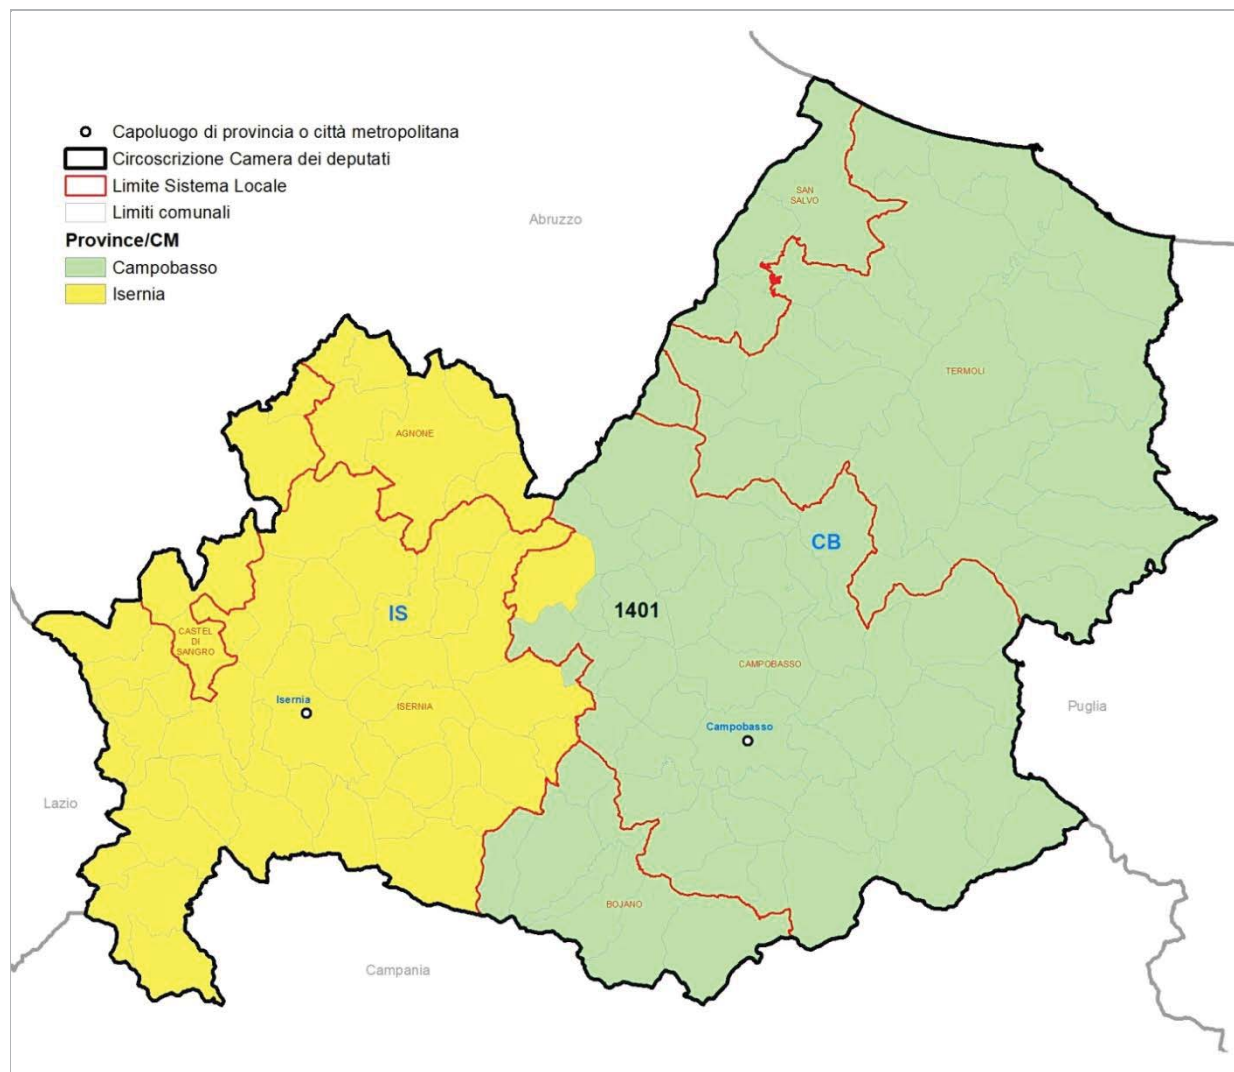 Capoluogo di provincia o città metropolitana
Circoscrizione Camera dei deputati
Limite Sistema Locale
Limiti comunali
Province/CM
Campobasso
Isernia
Abruzzo
SAN
SALVO
TERMOLI
AGNONE
CB
1401
IS
CASTEL
DI
SANGRO
CAMPOBASSO
Isernia
ISERNIA
Campobasso
Puglia
Lazio
BOJANO
Campania